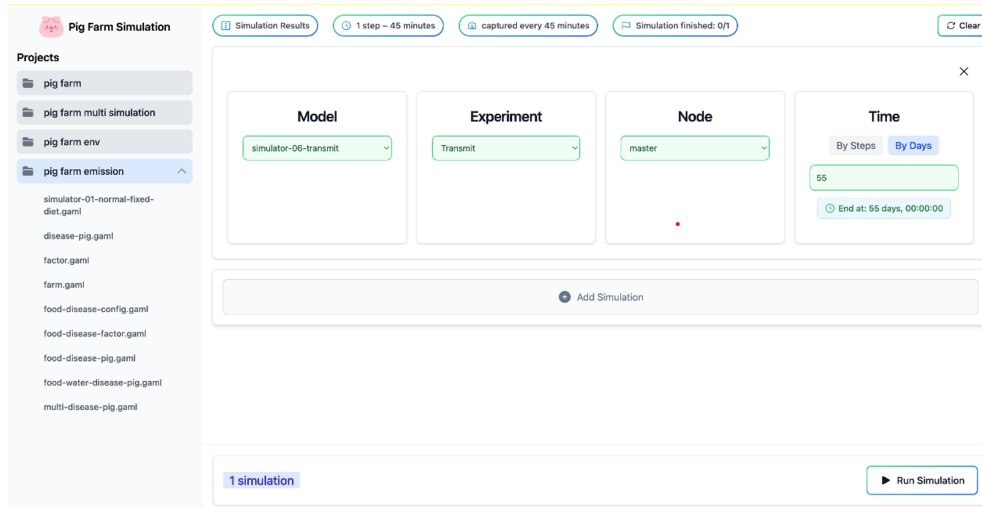 Pig Farm Simulation
Projects
pig farm
pig farm multi simulation
pig farm env
pig farm emission
simulator-01-normal-fixed-
diet.gaml
disease-pig.gaml
factor.gaml
farm.gaml
food-disease-config.gaml
food-disease-factor.gaml
food-disease-pig.gaml
food-water-disease-pig.gaml
multi-disease-pig.gaml
Simulation Results
1 step ~ 45 minutes
captured every 45 minutes
Simulation finished: 0/1
Clear
Model
simulator-06-transmit
Experiment
Transmit
Node
master
Time
By Steps By Days
55
End at: 55 days, 00:00:00
Add Simulation
1 simulation
Run Simulation